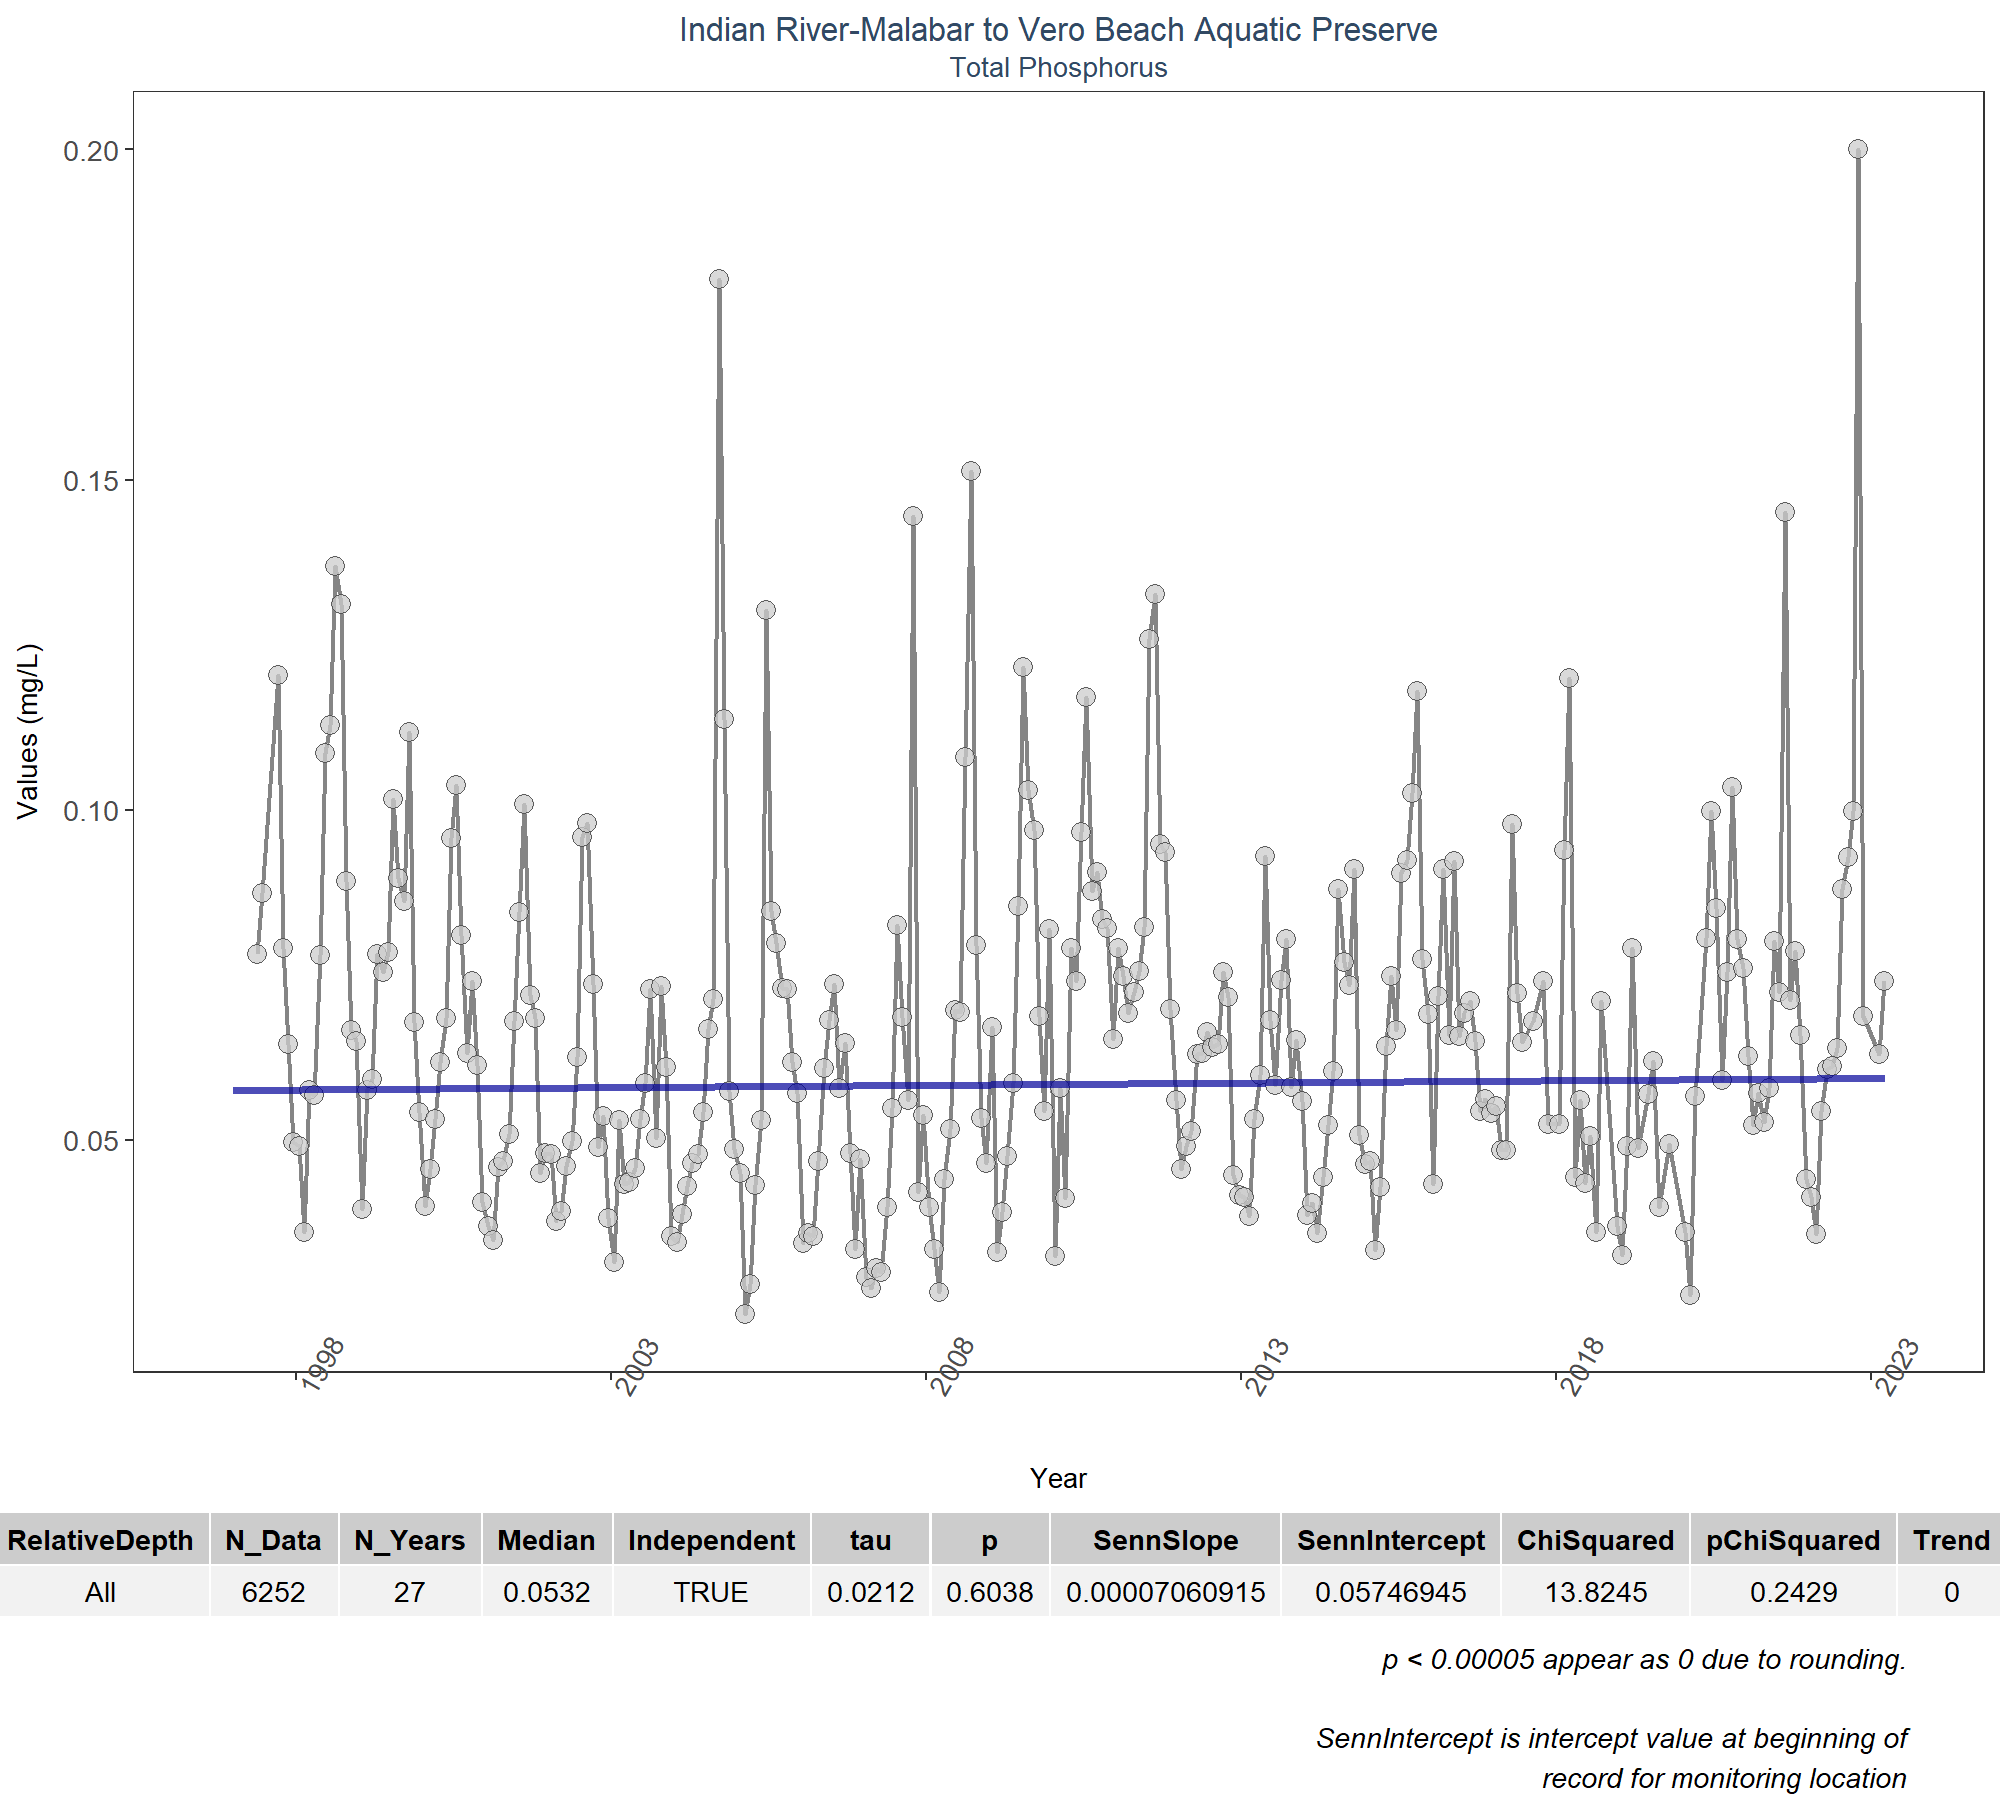 Indian River-Malabar to Vero Beach Aquatic Preserve
Total Phosphorus
0.20
0.15
0.10
0.05
Values (mg/L)
1998 2003 2008 2013 2018 2023
Year
RelativeDepth N_Data N_Years Median Independent tau p SennSlope SennIntercept ChiSquared pChiSquared Trend
All 6252 27 0.0532 TRUE 0.0212 0.6038 0.00007060915 0.05746945 13.8245 0.2429 0
p < 0.00005 appear as 0 due to rounding.
SennIntercept is intercept value at beginning of
record for monitoring location